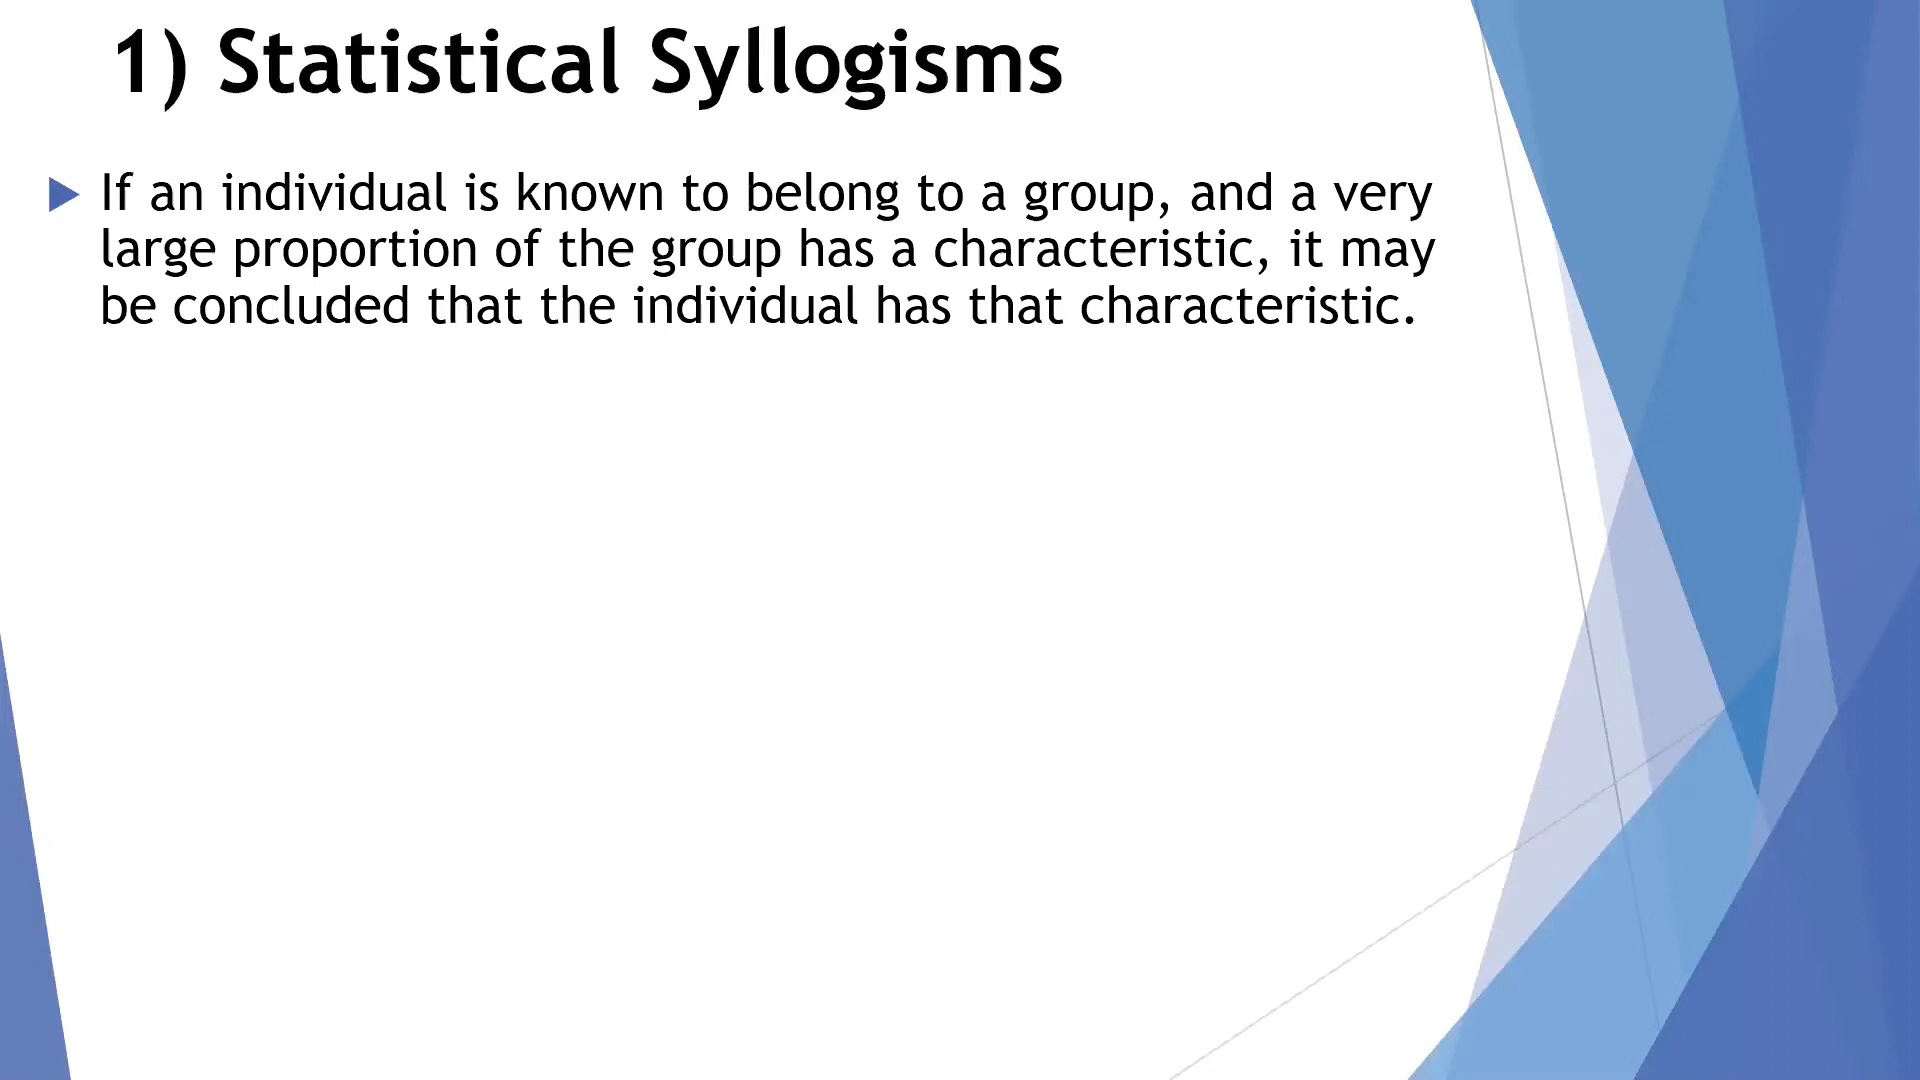 1) Statistical Syllogisms
If an individual is known to belong to a group, and a very
large proportion of the group has a characteristic, it may
be concluded that the individual has that characteristic.